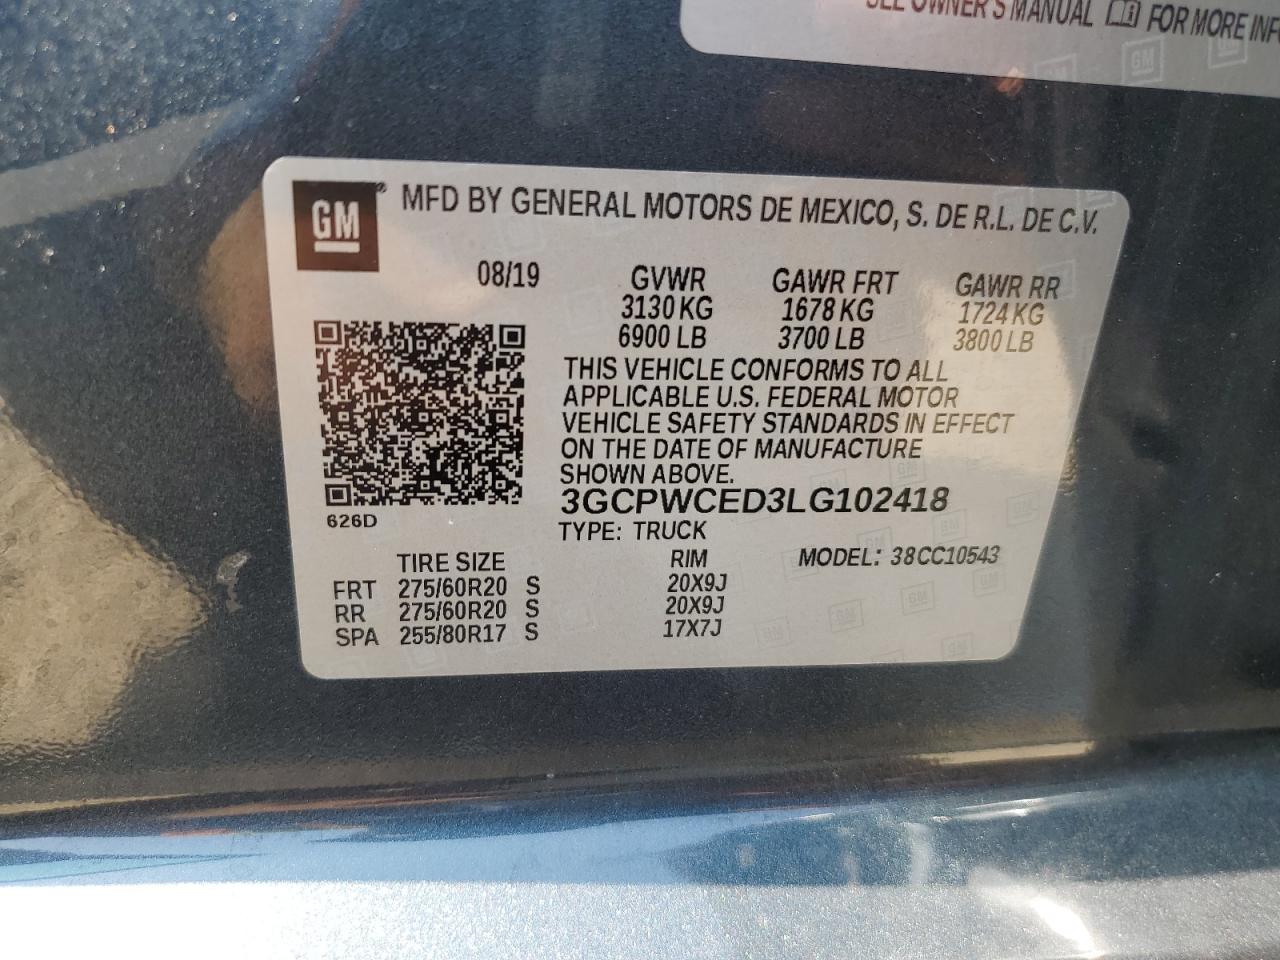 SEE OWNER'S MANUAL FOR MORE INF
GM® MFD BY GENERAL MOTORS DE MEXICO, S. DE R.L. DE C.V.
08/19 GVWR GAWR FRT GAWR RR
3130 KG 1678 KG 1724 KG
6900 LB 3700 LB 3800 LB
THIS VEHICLE CONFORMS TO ALL
APPLICABLE U.S. FEDERAL MOTOR
VEHICLE SAFETY STANDARDS IN EFFECT
ON THE DATE OF MANUFACTURE
SHOWN ABOVE.
3GCPWCED3LG102418
626D
TYPE: TRUCK
TIRE SIZE RIM MODEL: 38CC10543
FRT 275/60R20 S 20X9J
RR 275/60R20 S 20X9J
SPA 255/80R17 S 17X7J